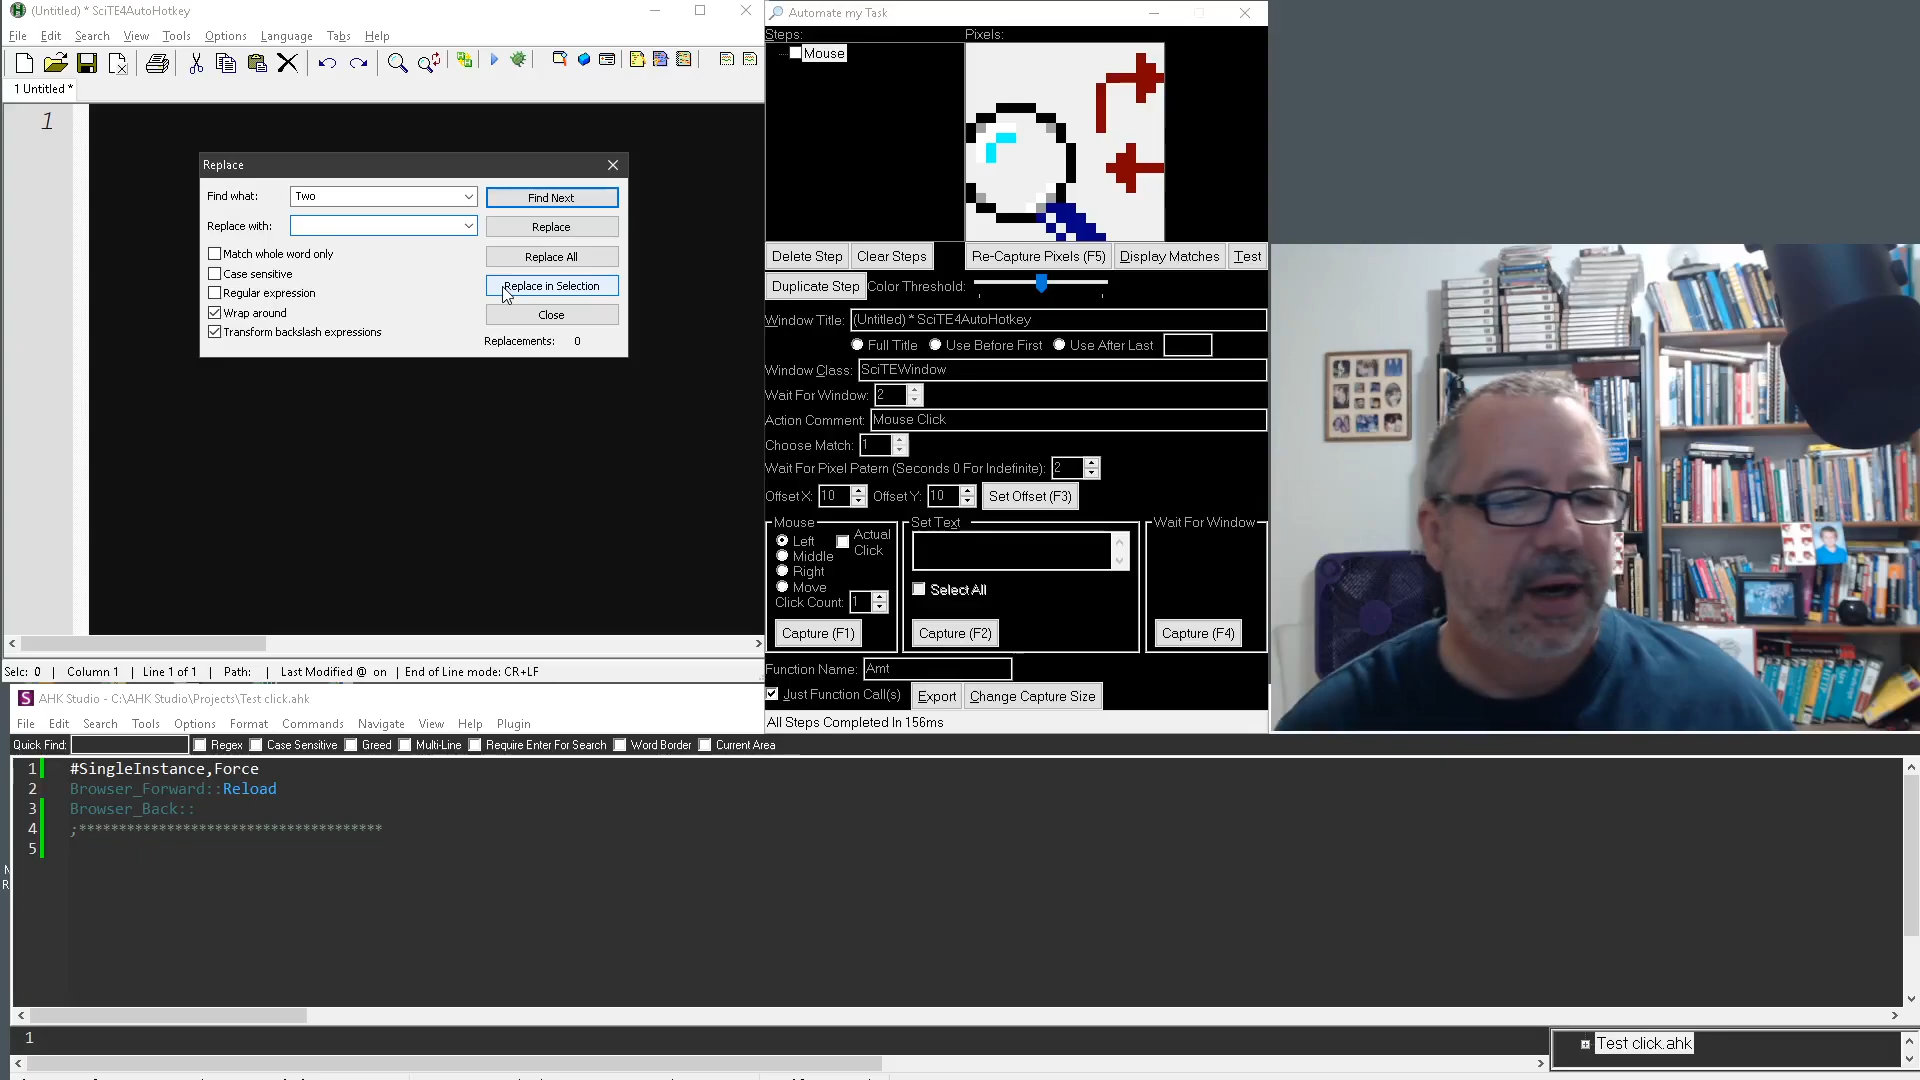 (Untitled) * SciTE4AutoHotkey
File Edit Search View Tools Options Language Tabs Help
1 Untitled *
1
Replace
Find what: Two Find Next
Replace with: Replace
Match whole word only
Replace All
Case sensitive
Replace in Selection
Regular expression
Wrap around
Close
Transform backslash expressions
Replacements: 0
Selc: 0 | Column 1 | Line 1 of 1 | Path: | Last Modified @ on | End of Line mode: CR+LF
Automate my Task
Steps: Pixels:
Mouse
Delete Step Clear Steps Re-Capture Pixels (F5) Display Matches Test
Duplicate Step Color Threshold:
Window Title: (Untitled) * SciTE4AutoHotkey
Full Title Use Before First Use After Last
Window Class: SciTEWindow
Wait For Window: 2
Action Comment: Mouse Click
Choose Match: 1
Wait For Pixel Patern (Seconds 0 For Indefinite): 2
Offset X: 10 Offset Y: 10 Set Offset (F3)
Mouse Set Text Wait For Window
Left Actual Click
Middle
Right
Move
Select All
Click Count: 1
Capture (F1) Capture (F2) Capture (F4)
Function Name: Amt
Just Function Call(s) Export Change Capture Size
All Steps Completed In 156ms
S AHK Studio - C:\AHK Studio\Projects\Test click.ahk
File Edit Search Tools Options Format Commands Navigate View Help Plugin
Quick Find: Regex Case Sensitive Greed Multi-Line Require Enter For Search Word Border Current Area
1 #SingleInstance,Force
2 Browser_Forward::Reload
3 Browser_Back::
4 ;**************************************
5
1
Test click.ahk